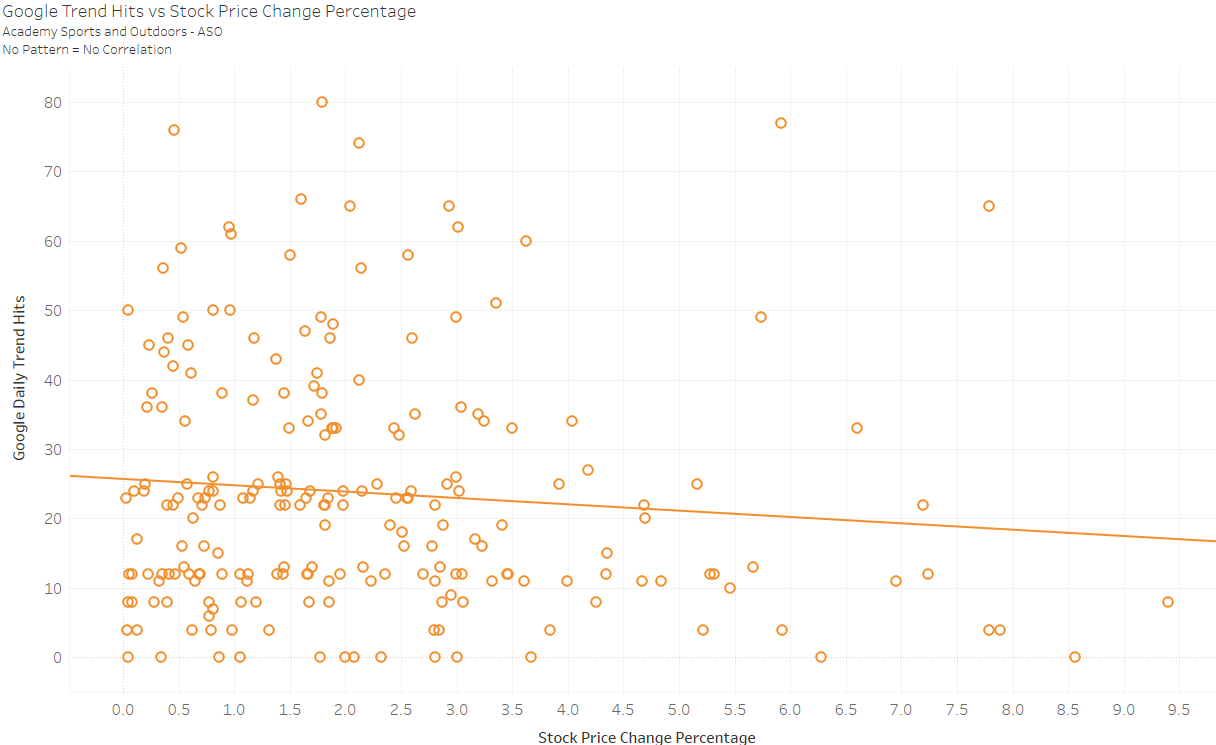 Google Trend Hits vs Stock Price Change Percentage
Academy Sports and Outdoors - ASO
No Pattern = No Correlation
Google Daily Trend Hits
80
70
60
50
40
30
20
10
0
0.0 0.5 1.0 1.5 2.0 2.5 3.0 3.5 4.0 4.5 5.0 5.5 6.0 6.5 7.0 7.5 8.0 8.5 9.0 9.5
Stock Price Change Percentage